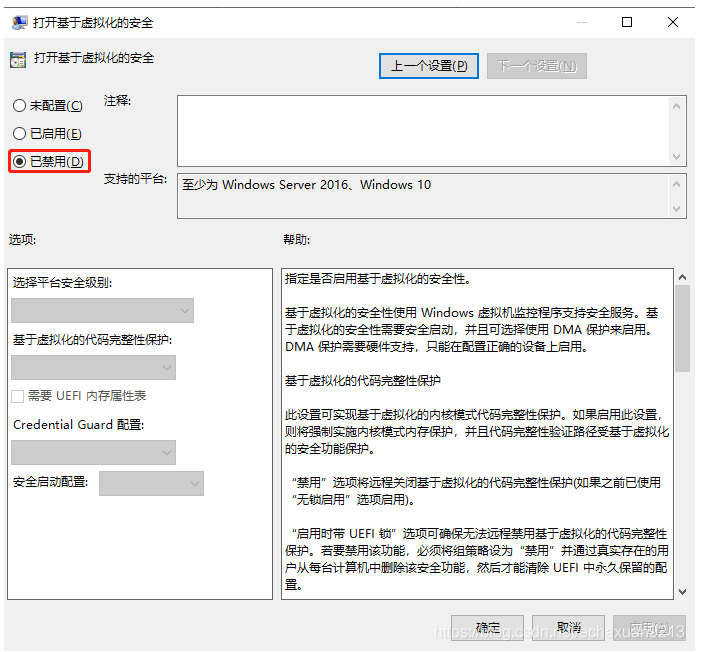 打开基于虚拟化的安全
打开基于虚拟化的安全
上一个设置(P)
下一个设置(N)
未配置(C)
已启用(E)
已禁用(D)
注释:
支持的平台:
至少为 Windows Server 2016、Windows 10
选项:
帮助:
选择平台安全级别:
基于虚拟化的代码完整性保护:
需要 UEFI 内存属性表
Credential Guard 配置:
安全启动配置:
指定是否启用基于虚拟化的安全性。
基于虚拟化的安全性使用 Windows 虚拟机监控程序支持安全服务。基
于虚拟化的安全性需要安全启动，并且可选择使用 DMA 保护来启用。
DMA 保护需要硬件支持，只能在配置正确的设备上启用。
基于虚拟化的代码完整性保护
此设置可实现基于虚拟化的内核模式代码完整性保护。如果启用此设置，
则将强制实施内核模式内存保护，并且代码完整性验证路径受基于虚拟化
的安全功能保护。
“禁用”选项将远程关闭基于虚拟化的代码完整性保护(如果之前已使用
“无锁启用”选项启用)。
“启用时带 UEFI 锁”选项可确保无法远程禁用基于虚拟化的代码完整性
保护。若要禁用该功能，必须将组策略设为“禁用”并通过真实存在的用
户从每台计算机中删除该安全功能，然后才能清除 UEFI 中永久保留的配
置。
确定
取消
应用(A)